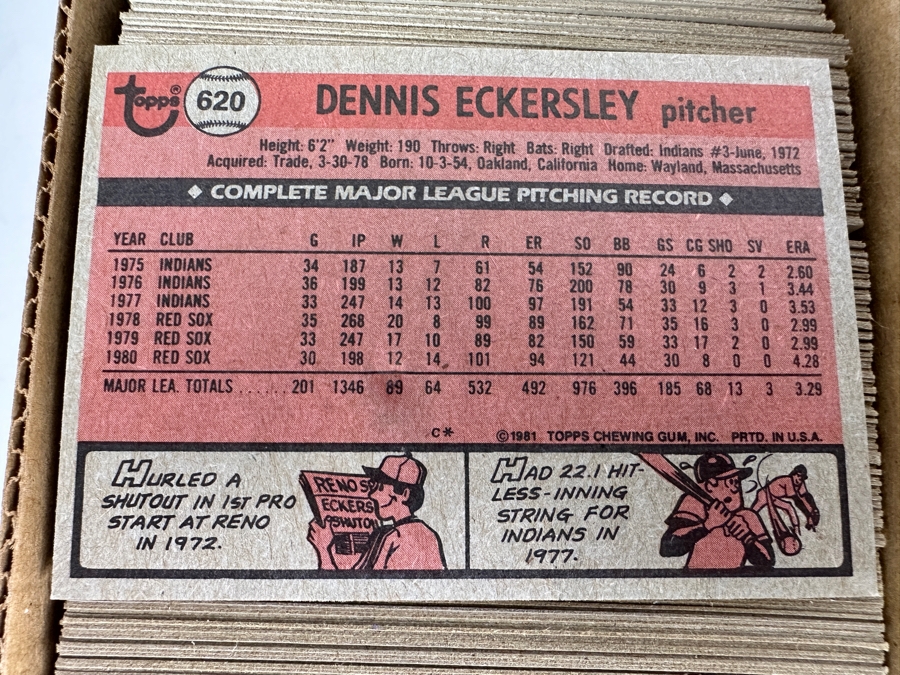 Topps® 620 DENNIS ECKERSLEY pitcher
Height: 6'2" Weight: 190 Throws: Right Bats: Right Drafted: Indians #3-June, 1972
Acquired: Trade, 3-30-78 Born: 10-3-54, Oakland, California Home: Wayland, Massachusetts
◆ COMPLETE MAJOR LEAGUE PITCHING RECORD ◆
YEAR CLUB G IP W L R ER SO BB GS CG SHO SV ERA
1975 INDIANS 34 187 13 7 61 54 152 90 24 6 2 2 2.60
1976 INDIANS 36 199 13 12 82 76 200 78 30 9 3 1 3.44
1977 INDIANS 33 247 14 13 100 97 191 54 33 12 3 0 3.53
1978 RED SOX 35 268 20 8 99 89 162 71 35 16 3 0 2.99
1979 RED SOX 33 247 17 10 89 82 150 59 33 17 2 0 2.99
1980 RED SOX 30 198 12 14 101 94 121 44 30 8 0 0 4.28
MAJOR LEA. TOTALS ...... 201 1346 89 64 532 492 976 396 185 68 13 3 3.29
C* ©1981 TOPPS CHEWING GUM, INC. PRTD. IN U.S.A.
HURLED A
SHUTOUT IN 1ST PRO
START AT RENO
IN 1972.
RENO S
ECKERS
SHUTO
HAD 22.1 HIT-
LESS-INNING
STRING FOR
INDIANS IN
1977.